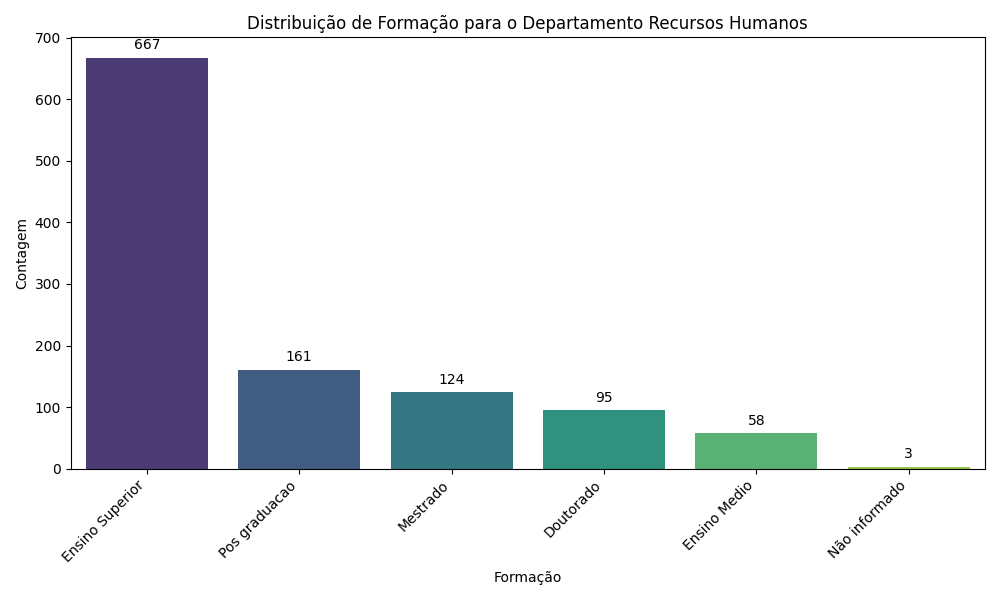 Distribuição de Formação para o Departamento Recursos Humanos
Contagem
700
600
500
400
300
200
100
0
667
161
124
95
58
3
Ensino Superior
Pos graduacao
Mestrado
Doutorado
Ensino Medio
Não informado
Formação